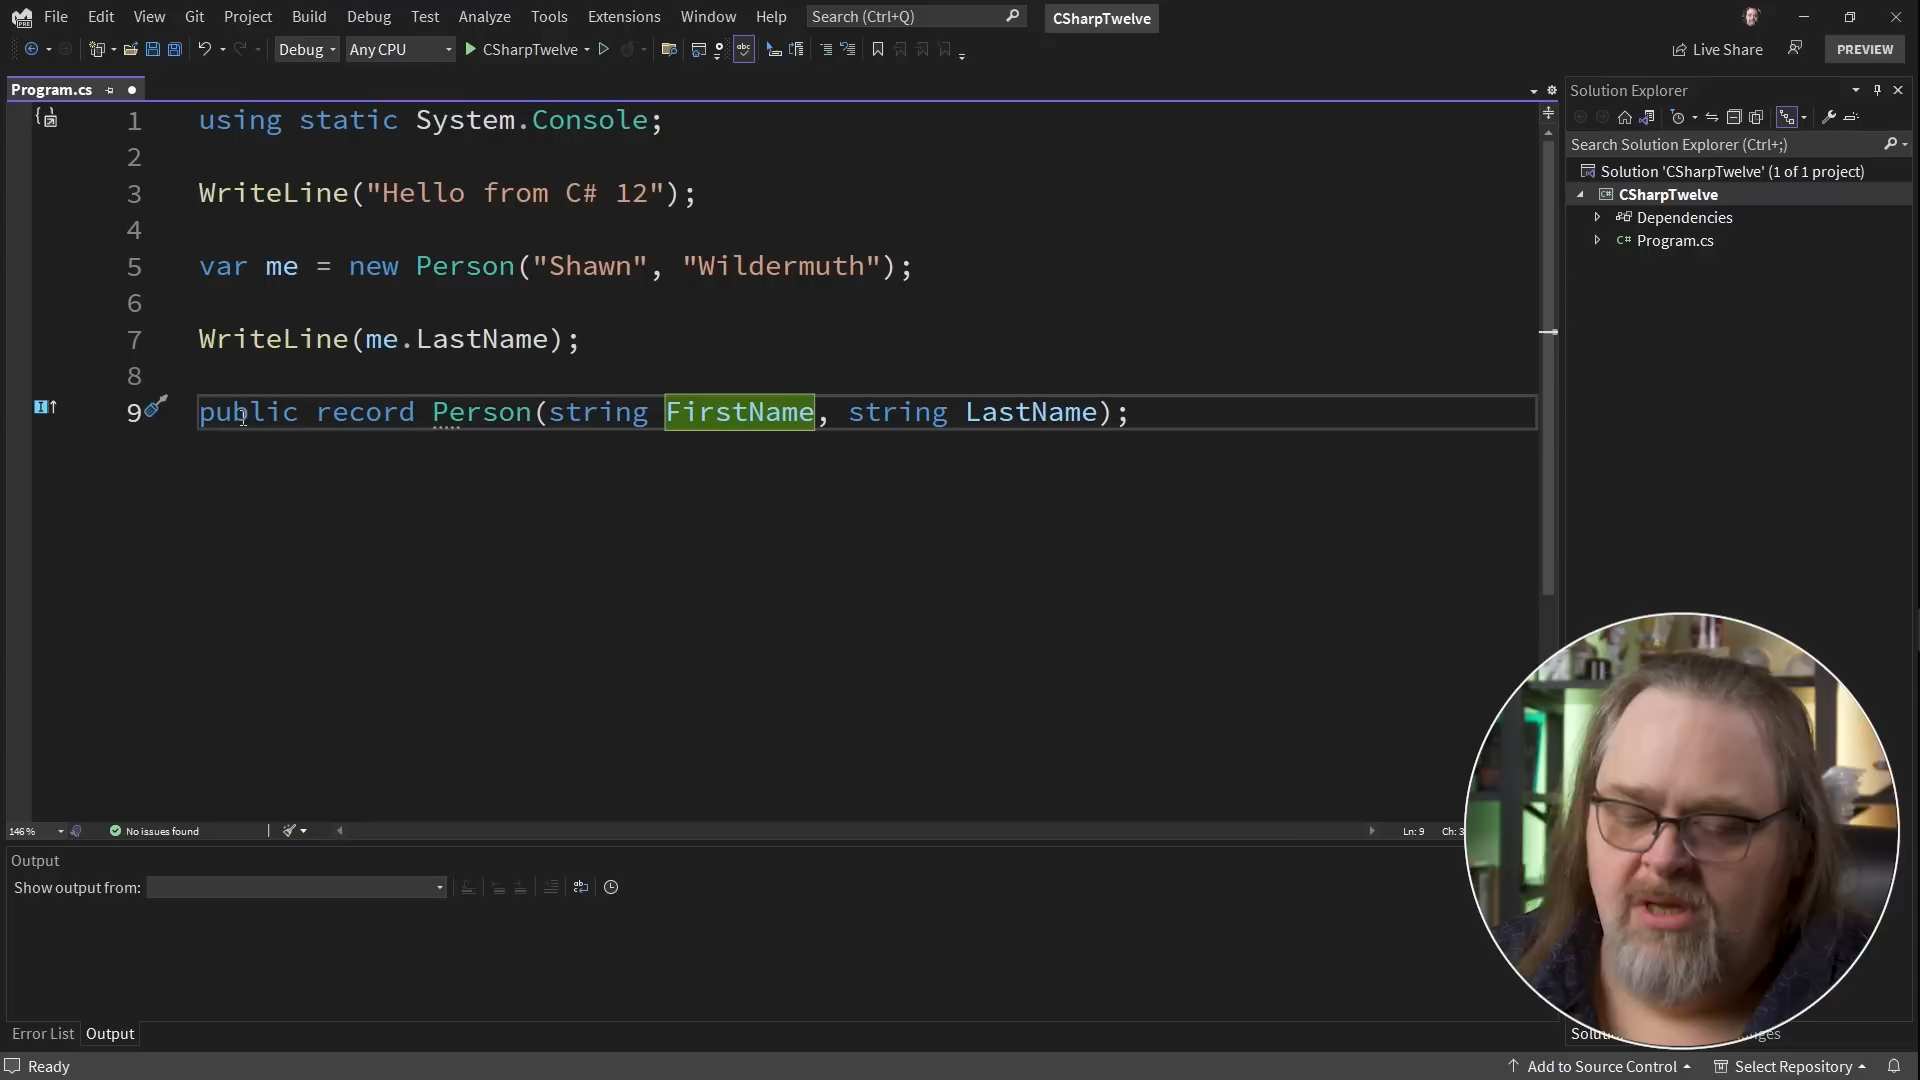 File Edit View Git Project Build Debug Test Analyze Tools Extensions Window Help Search (Ctrl+Q) CSharpTwelve
Debug Any CPU CSharpTwelve Live Share PREVIEW
Program.cs
1 using static System.Console;
2
3 WriteLine("Hello from C# 12");
4
5 var me = new Person("Shawn", "Wildermuth");
6
7 WriteLine(me.LastName);
8
9 public record Person(string FirstName, string LastName);
146 % No issues found Ln: 9 Ch: 3
Output
Show output from:
Error List Output
Solution Explorer
Search Solution Explorer (Ctrl+;)
Solution 'CSharpTwelve' (1 of 1 project)
CSharpTwelve
Dependencies
C# Program.cs
Ready Add to Source Control Select Repository